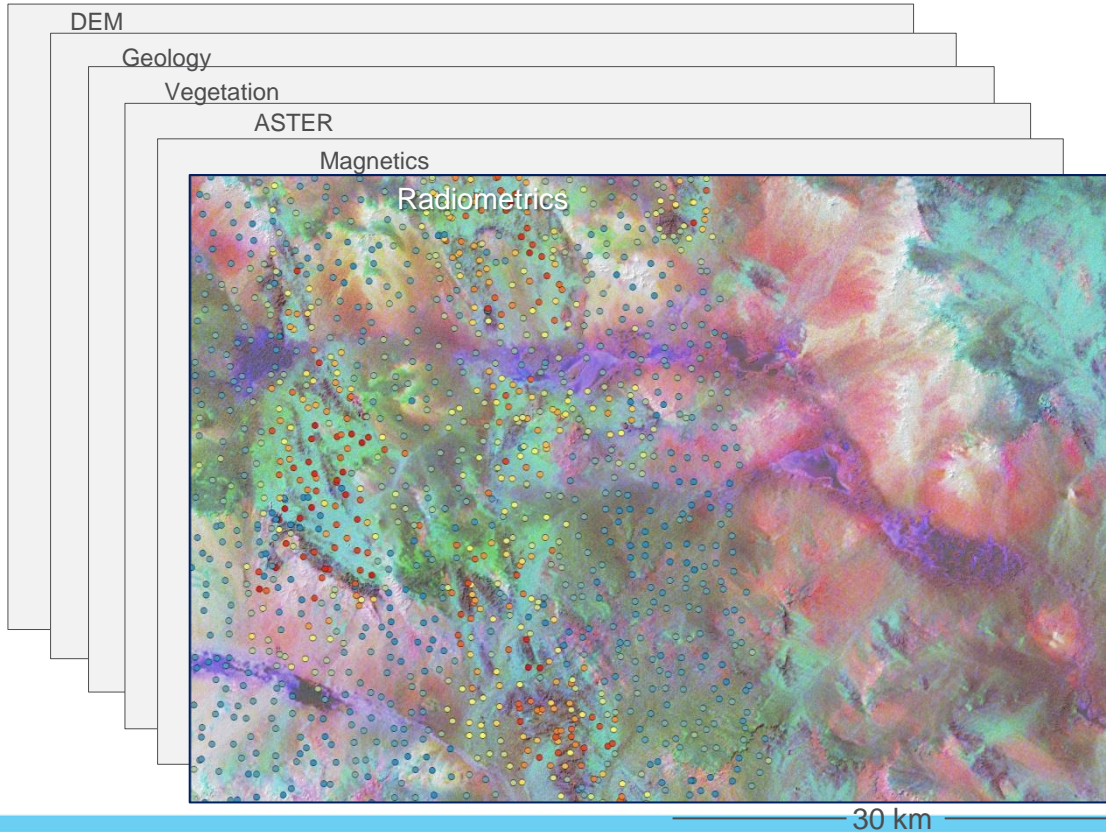 DEM
Geology
Vegetation
ASTER
Magnetics
Radiometrics
30 km